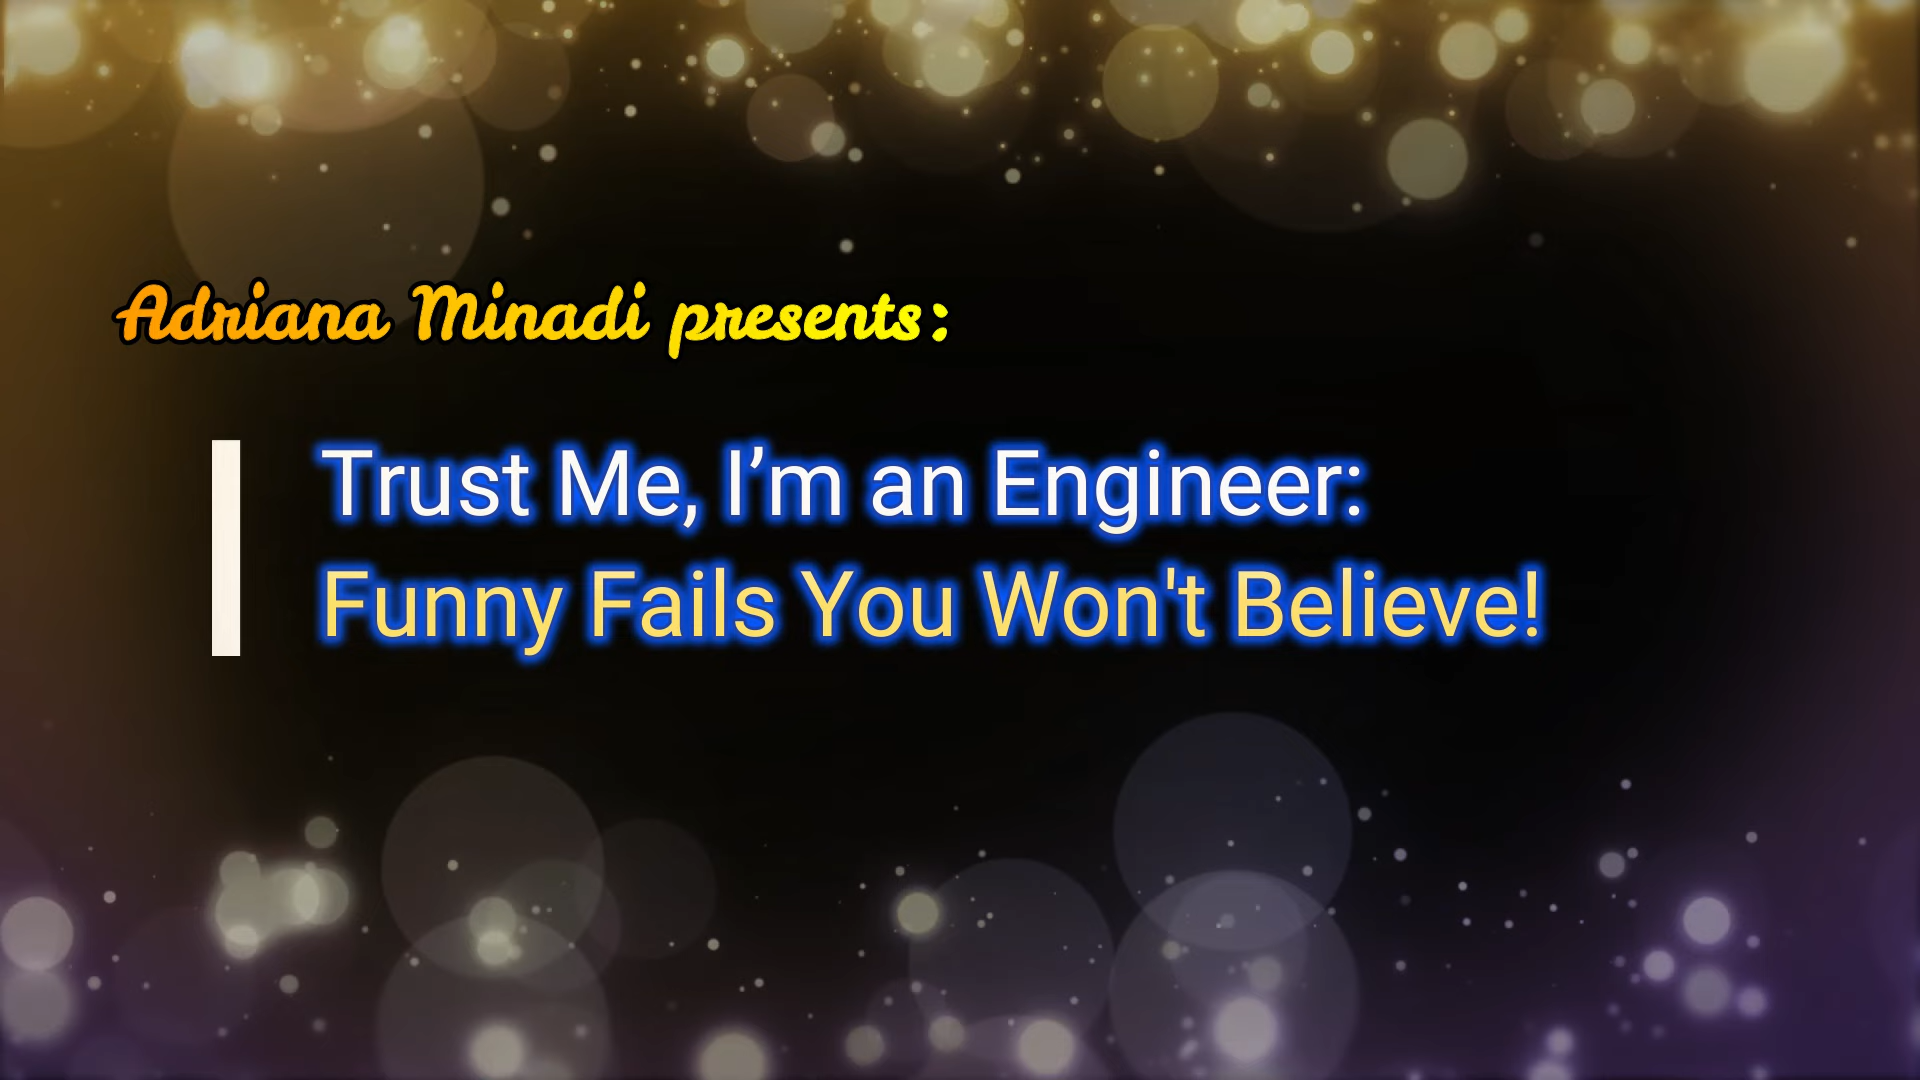 Adriana Minadi presents:
Trust Me, I’m an Engineer:
Funny Fails You Won't Believe!